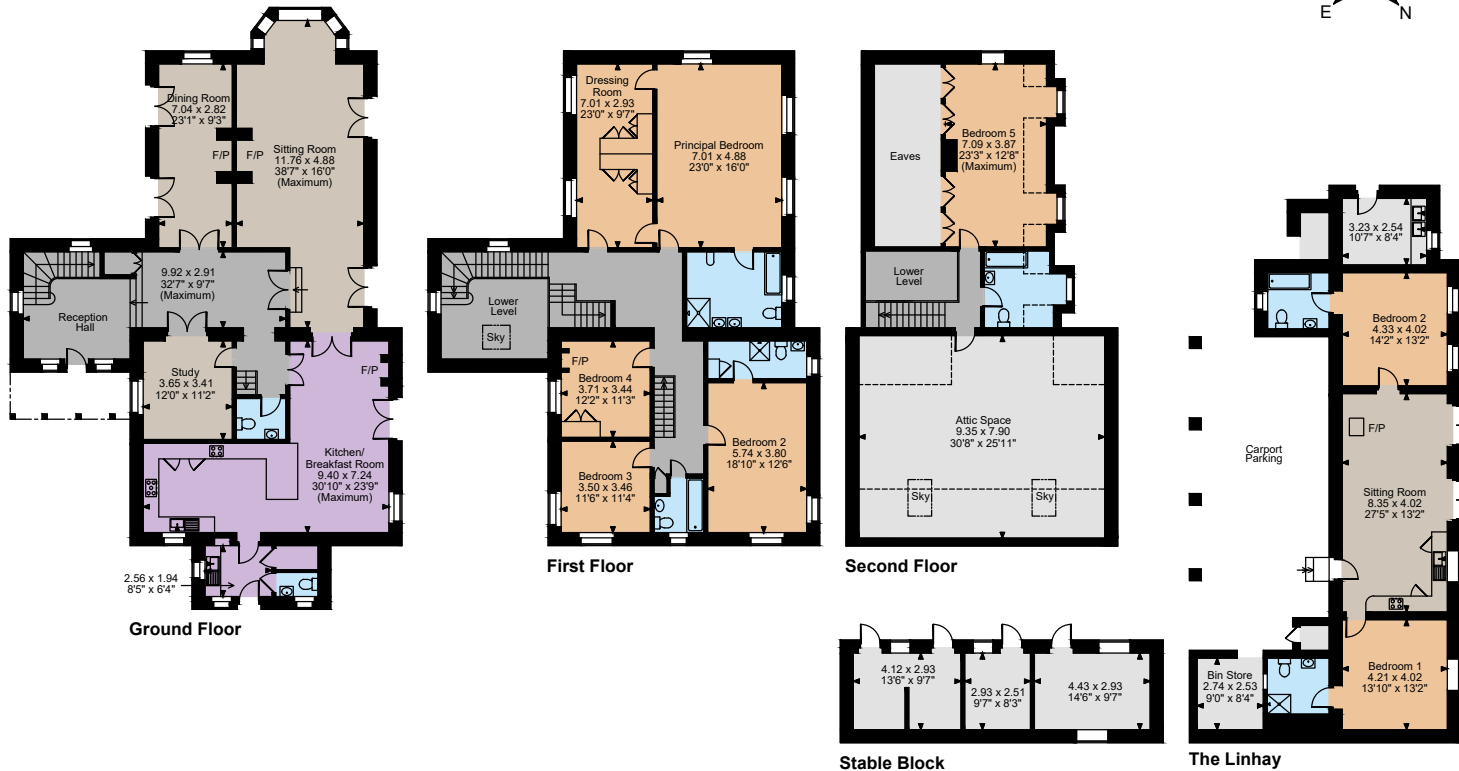 E
N
Dining Room
7.04 x 2.82
23'1" x 9'3"
F/P
F/P
Sitting Room
11.76 x 4.88
38'7" x 16'0"
(Maximum)
9.92 x 2.91
32'7" x 9'7"
(Maximum)
Reception
Hall
Study
3.65 x 3.41
12'0" x 11'2"
F/P
Kitchen/
Breakfast Room
9.40 x 7.24
30'10" x 23'9"
(Maximum)
2.56 x 1.94
8'5" x 6'4"
Ground Floor
Dressing
Room
7.01 x 2.93
23'0" x 9'7"
Principal Bedroom
7.01 x 4.88
23'0" x 16'0"
Lower
Level
Sky
F/P
Bedroom 4
3.71 x 3.44
12'2" x 11'3"
Bedroom 3
3.50 x 3.46
11'6" x 11'4"
Bedroom 2
5.74 x 3.80
18'10" x 12'6"
First Floor
Eaves
Bedroom 5
7.09 x 3.87
23'3" x 12'8"
(Maximum)
Lower
Level
Attic Space
9.35 x 7.90
30'8" x 25'11"
Sky
Sky
Second Floor
4.12 x 2.93
13'6" x 9'7"
2.93 x 2.51
9'7" x 8'3"
4.43 x 2.93
14'6" x 9'7"
Stable Block
3.23 x 2.54
10'7" x 8'4"
Bedroom 2
4.33 x 4.02
14'2" x 13'2"
F/P
Carport
Parking
Sitting Room
8.35 x 4.02
27'5" x 13'2"
Bin Store
2.74 x 2.53
9'0" x 8'4"
Bedroom 1
4.21 x 4.02
13'10" x 13'2"
The Linhay